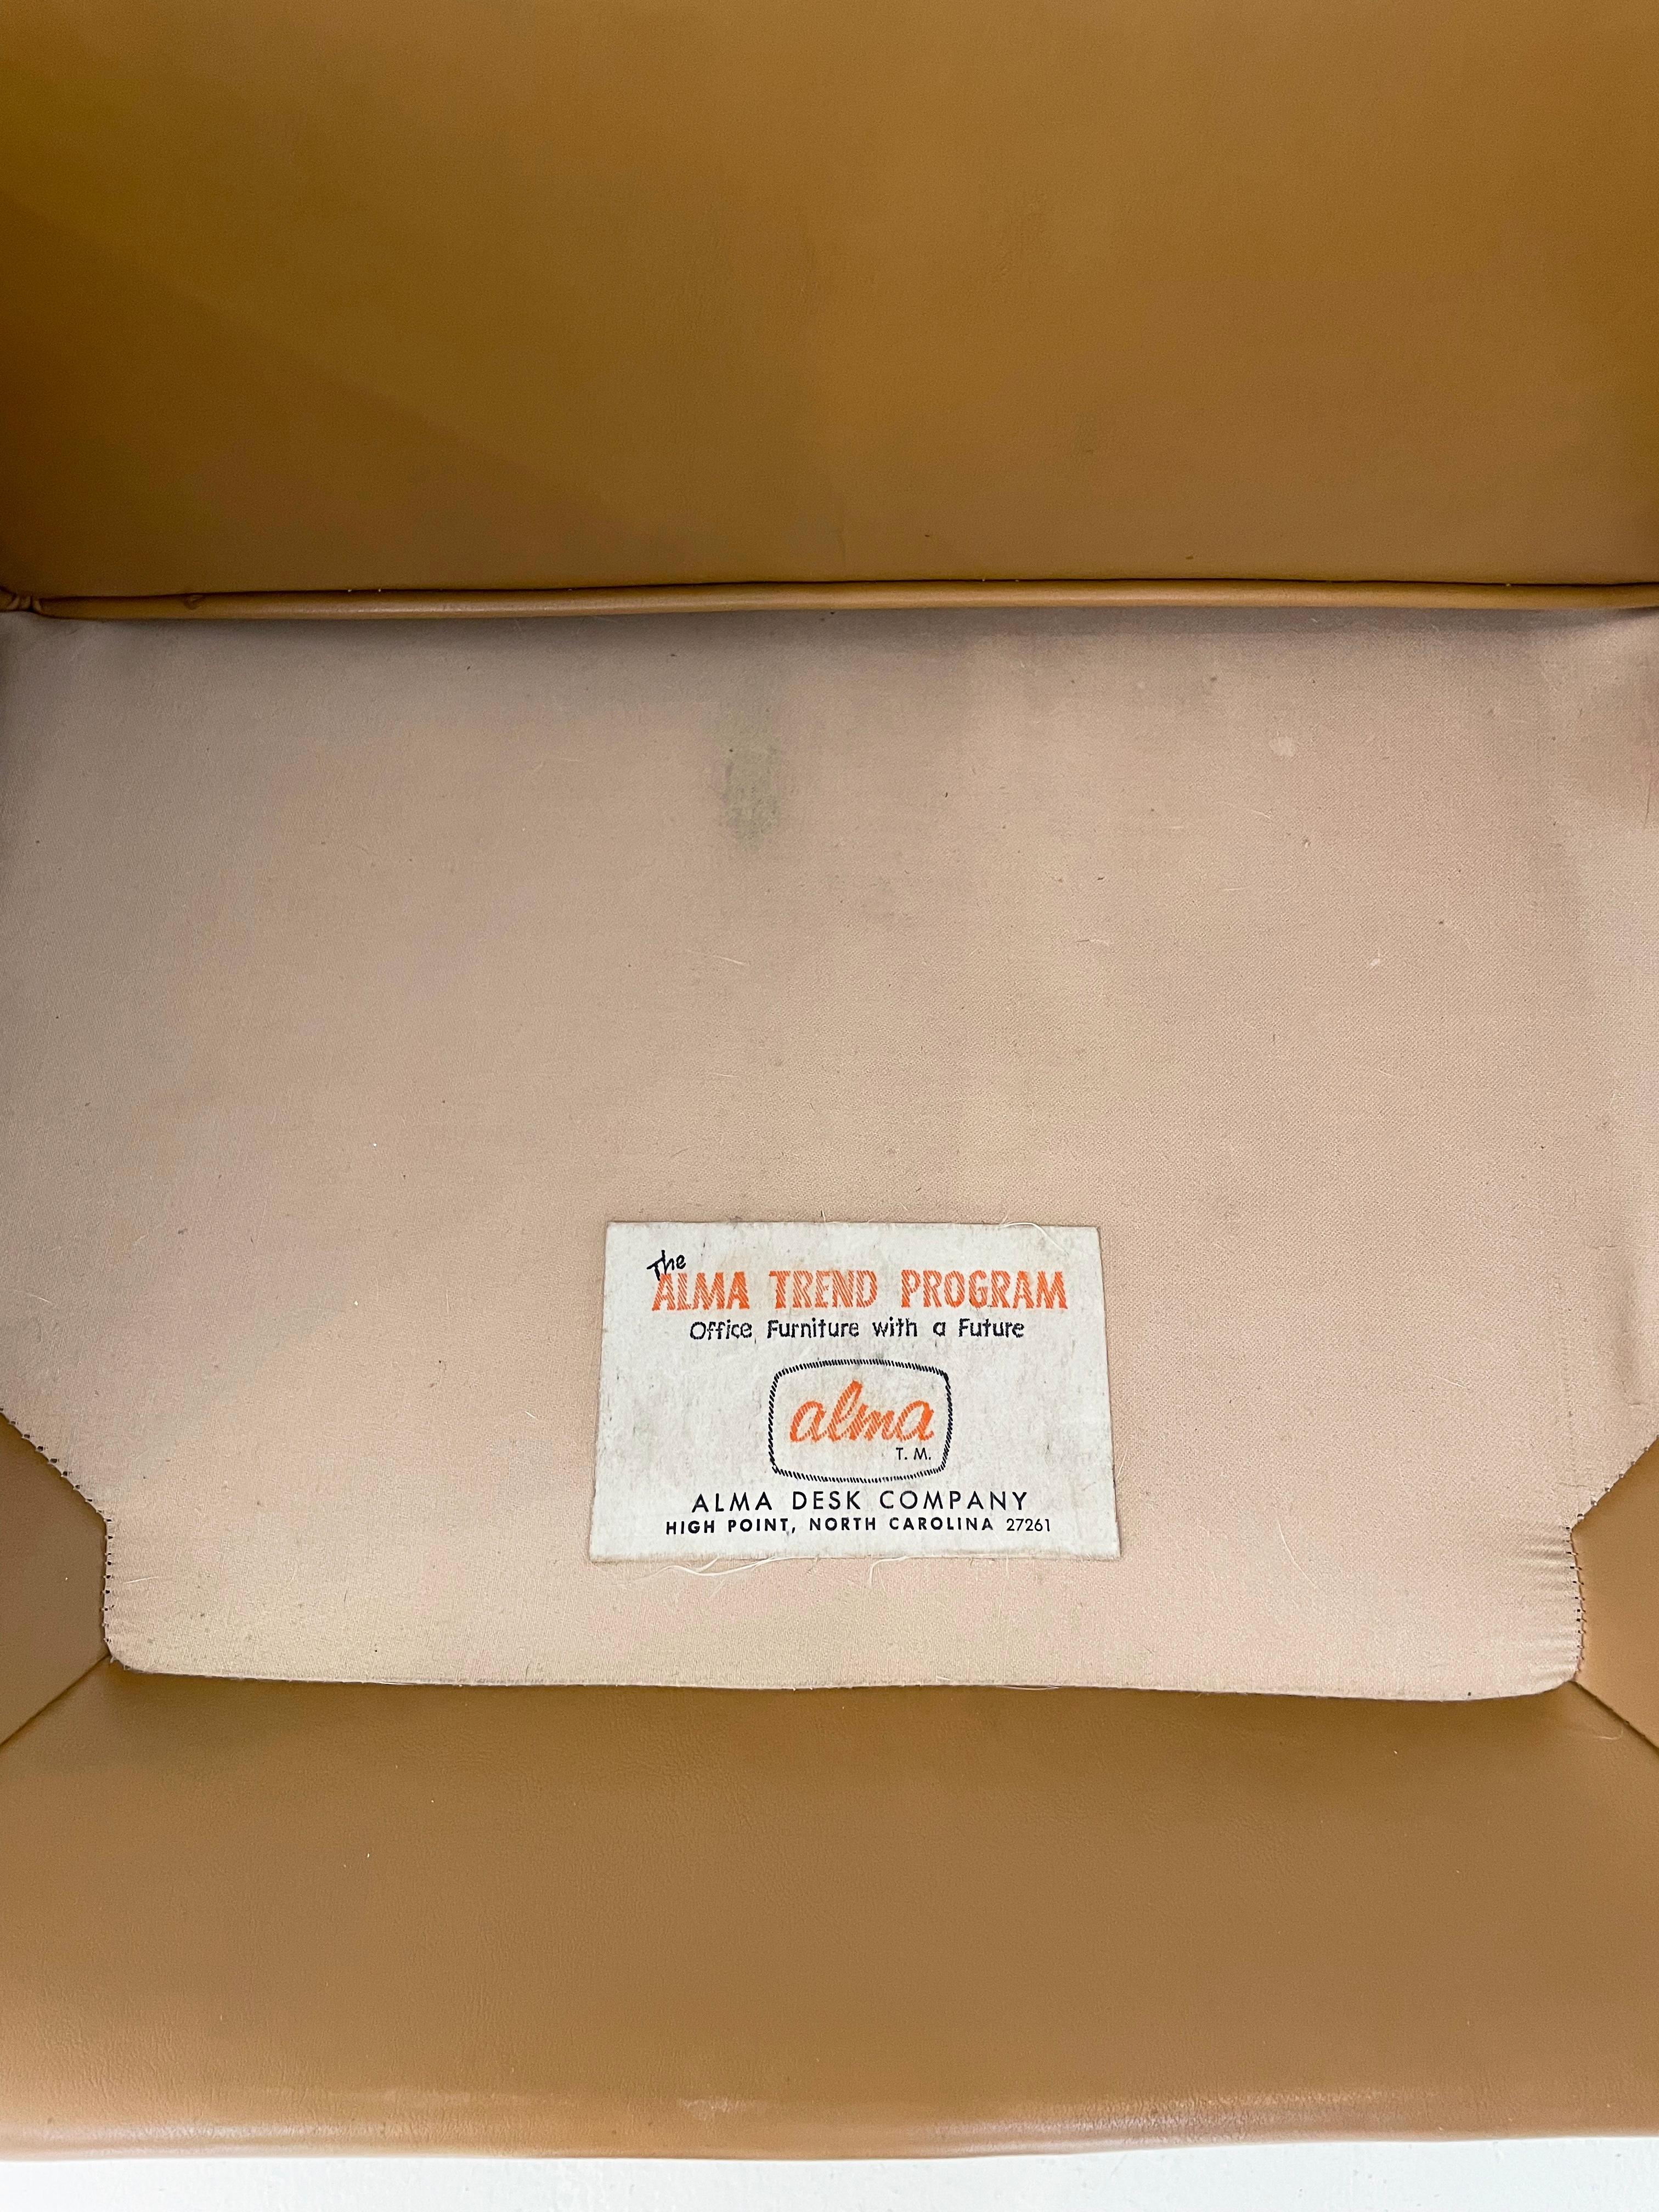 The
ALMA TREND PROGRAM
Office Furniture with a Future
alma
T. M.
ALMA DESK COMPANY
HIGH POINT, NORTH CAROLINA 27261